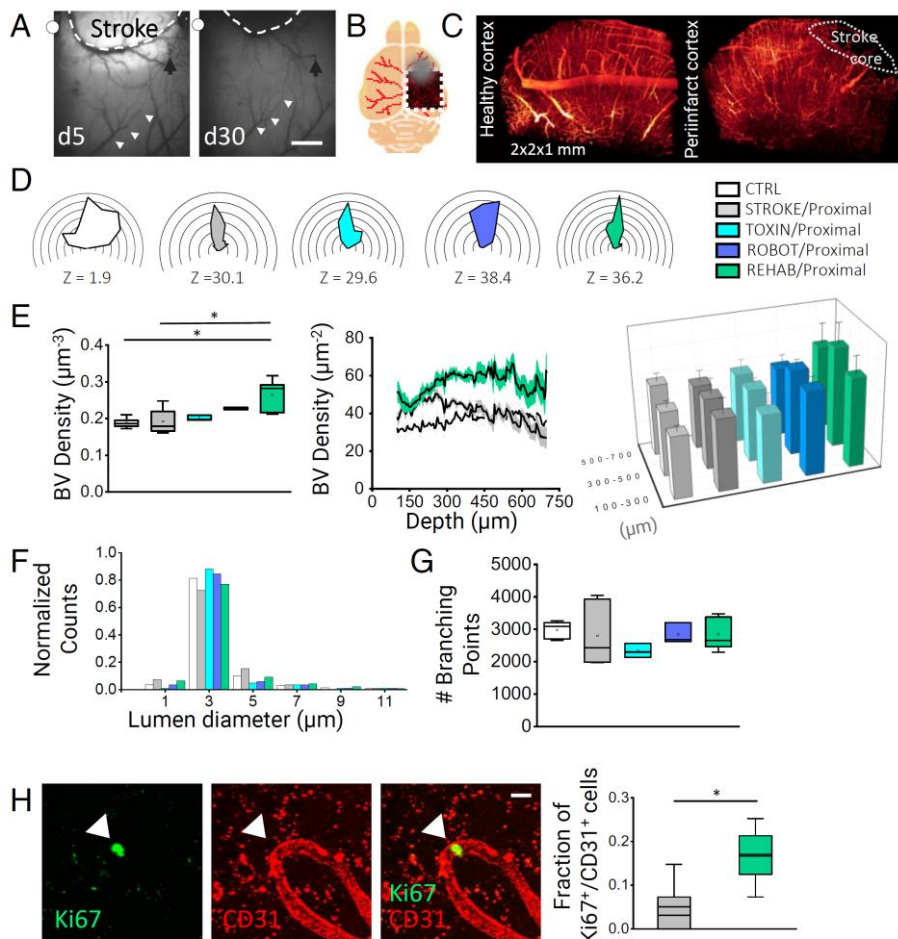 A
Stroke
d5
d30
B
C
Healthy cortex
2x2x1 mm
Periinfarct cortex
Stroke
core
D
Z = 1.9
Z =30.1
Z = 29.6
Z = 38.4
Z = 36.2
CTRL
STROKE/Proximal
TOXIN/Proximal
ROBOT/Proximal
REHAB/Proximal
E
BV Density (µm-3)
0.4
0.3
0.2
0.1
0.0
*
*
BV Density (µm-2)
80
60
40
20
0
0
150
300
450
600
750
Depth (µm)
500-700
300-500
100-300
(µm)
F
Normalized
Counts
1.0
0.8
0.6
0.4
0.2
0.0
1
3
5
7
9
11
Lumen diameter (µm)
G
# Branching
Points
5000
4000
3000
2000
1000
0
H
Ki67
CD31
Ki67
CD31
Fraction of
Ki67+/CD31+ cells
0.3
0.2
0.1
0.0
*